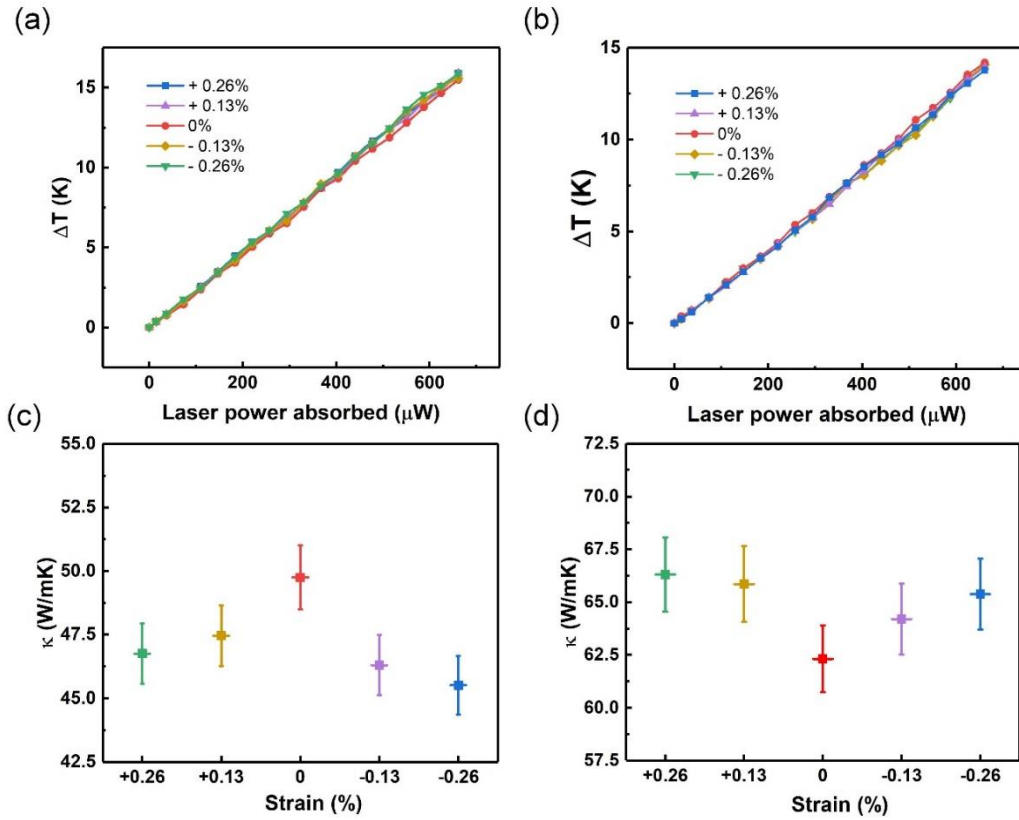 (a)
ΔT (K)
15
10
5
0
+ 0.26%
+ 0.13%
0%
- 0.13%
- 0.26%
0 200 400 600
Laser power absorbed (μW)
(b)
ΔT (K)
15
10
5
0
+ 0.26%
+ 0.13%
0%
- 0.13%
- 0.26%
0 200 400 600
Laser power absorbed (μW)
(c)
κ (W/mK)
55.0
52.5
50.0
47.5
45.0
42.5
+0.26 +0.13 0 -0.13 -0.26
Strain (%)
(d)
κ (W/mK)
72.5
70.0
67.5
65.0
62.5
60.0
57.5
+0.26 +0.13 0 -0.13 -0.26
Strain (%)